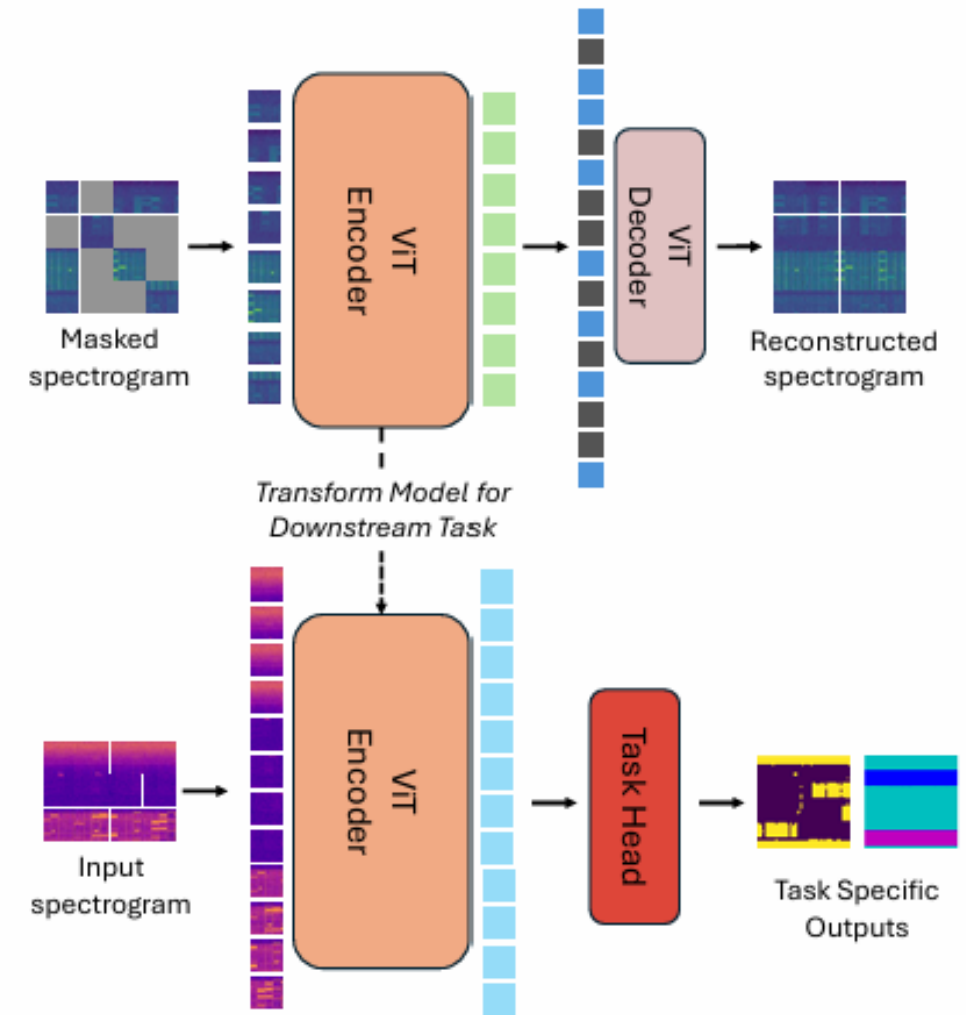 Masked
spectrogram
ViT
Encoder
ViT
Decoder
Reconstructed
spectrogram
Transform Model for
Downstream Task
Input
spectrogram
ViT
Encoder
Task Head
Task Specific
Outputs